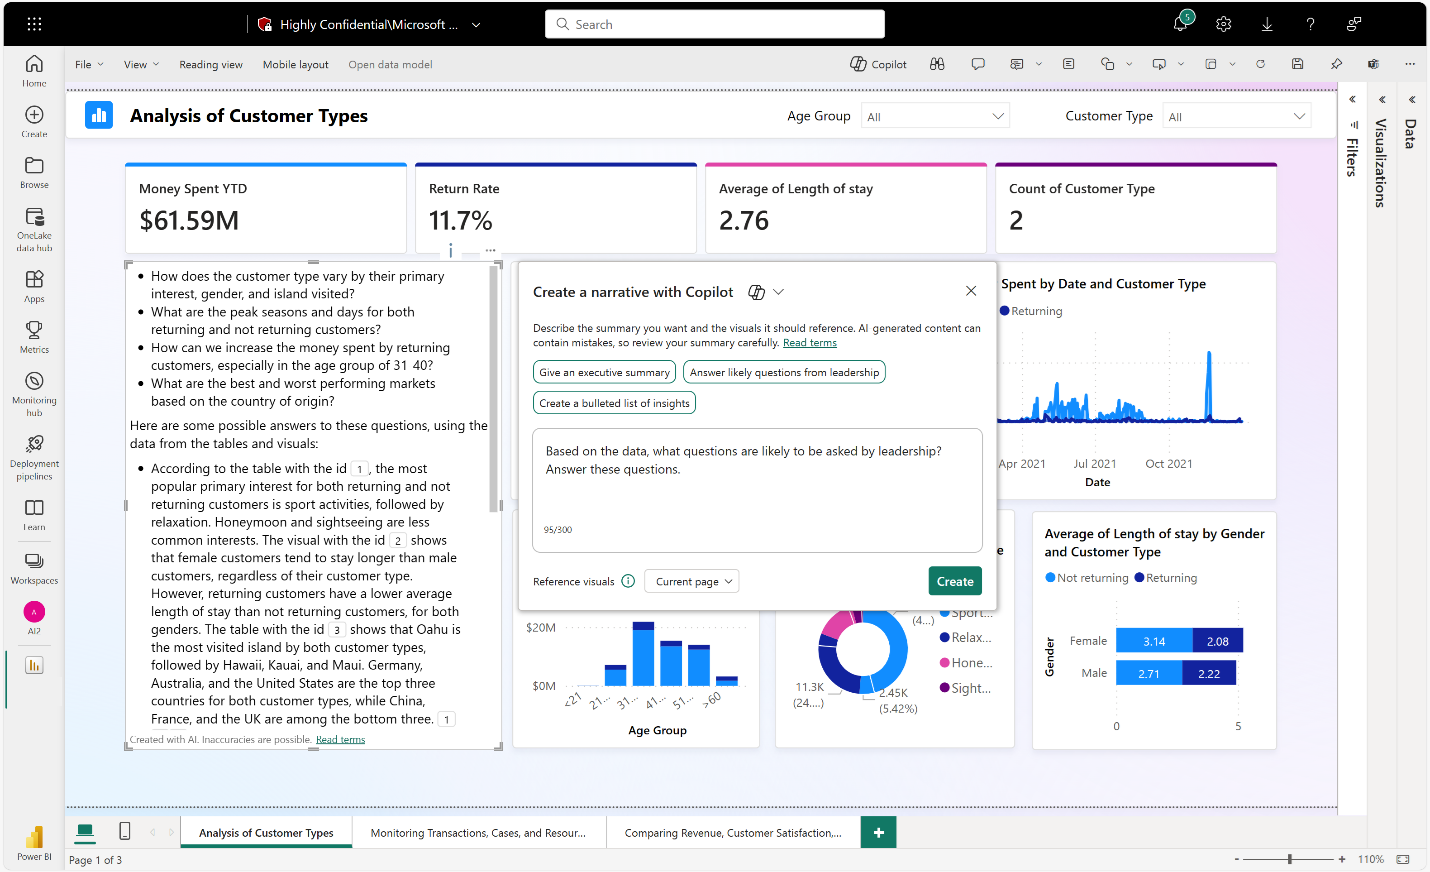 Highly Confidential\Microsoft ...
Search
5
File
View
Reading view
Mobile layout
Open data model
Copilot
Home
Create
Browse
OneLake
data hub
Apps
Metrics
Monitoring
hub
Deployment
pipelines
Learn
Workspaces
A
AI2
Power BI
Analysis of Customer Types
Age Group
All
Customer Type
All
Filters
Visualizations
Data
Money Spent YTD
$61.59M
Return Rate
11.7%
Average of Length of stay
2.76
Count of Customer Type
2
• How does the customer type vary by their primary
interest, gender, and island visited?
• What are the peak seasons and days for both
returning and not returning customers?
• How can we increase the money spent by returning
customers, especially in the age group of 31 40?
• What are the best and worst performing markets
based on the country of origin?
Here are some possible answers to these questions, using the
data from the tables and visuals:
• According to the table with the id 1 , the most
popular primary interest for both returning and not
returning customers is sport activities, followed by
relaxation. Honeymoon and sightseeing are less
common interests. The visual with the id 2 shows
that female customers tend to stay longer than male
customers, regardless of their customer type.
However, returning customers have a lower average
length of stay than not returning customers, for both
genders. The table with the id 3 shows that Oahu is
the most visited island by both customer types,
followed by Hawaii, Kauai, and Maui. Germany,
Australia, and the United States are the top three
countries for both customer types, while China,
France, and the UK are among the bottom three. 1
Created with AI. Inaccuracies are possible. Read terms
Create a narrative with Copilot
Describe the summary you want and the visuals it should reference. AI generated content can
contain mistakes, so review your summary carefully. Read terms
Give an executive summary
Answer likely questions from leadership
Create a bulleted list of insights
Based on the data, what questions are likely to be asked by leadership?
Answer these questions.
95/300
Reference visuals
Current page
Create
Spent by Date and Customer Type
Returning
Apr 2021
Jul 2021
Oct 2021
Date
$20M
$0M
<21
21...
31...
41...
51...
>60
Age Group
e
(4...)
11.3K
(24....)
2.45K
(5.42%)
Sport...
Relax...
Hone...
Sight...
Average of Length of stay by Gender
and Customer Type
Not returning
Returning
Gender
Female
3.14
2.08
Male
2.71
2.22
0
5
Analysis of Customer Types
Monitoring Transactions, Cases, and Resour...
Comparing Revenue, Customer Satisfaction,...
+
Page 1 of 3
- + 110%